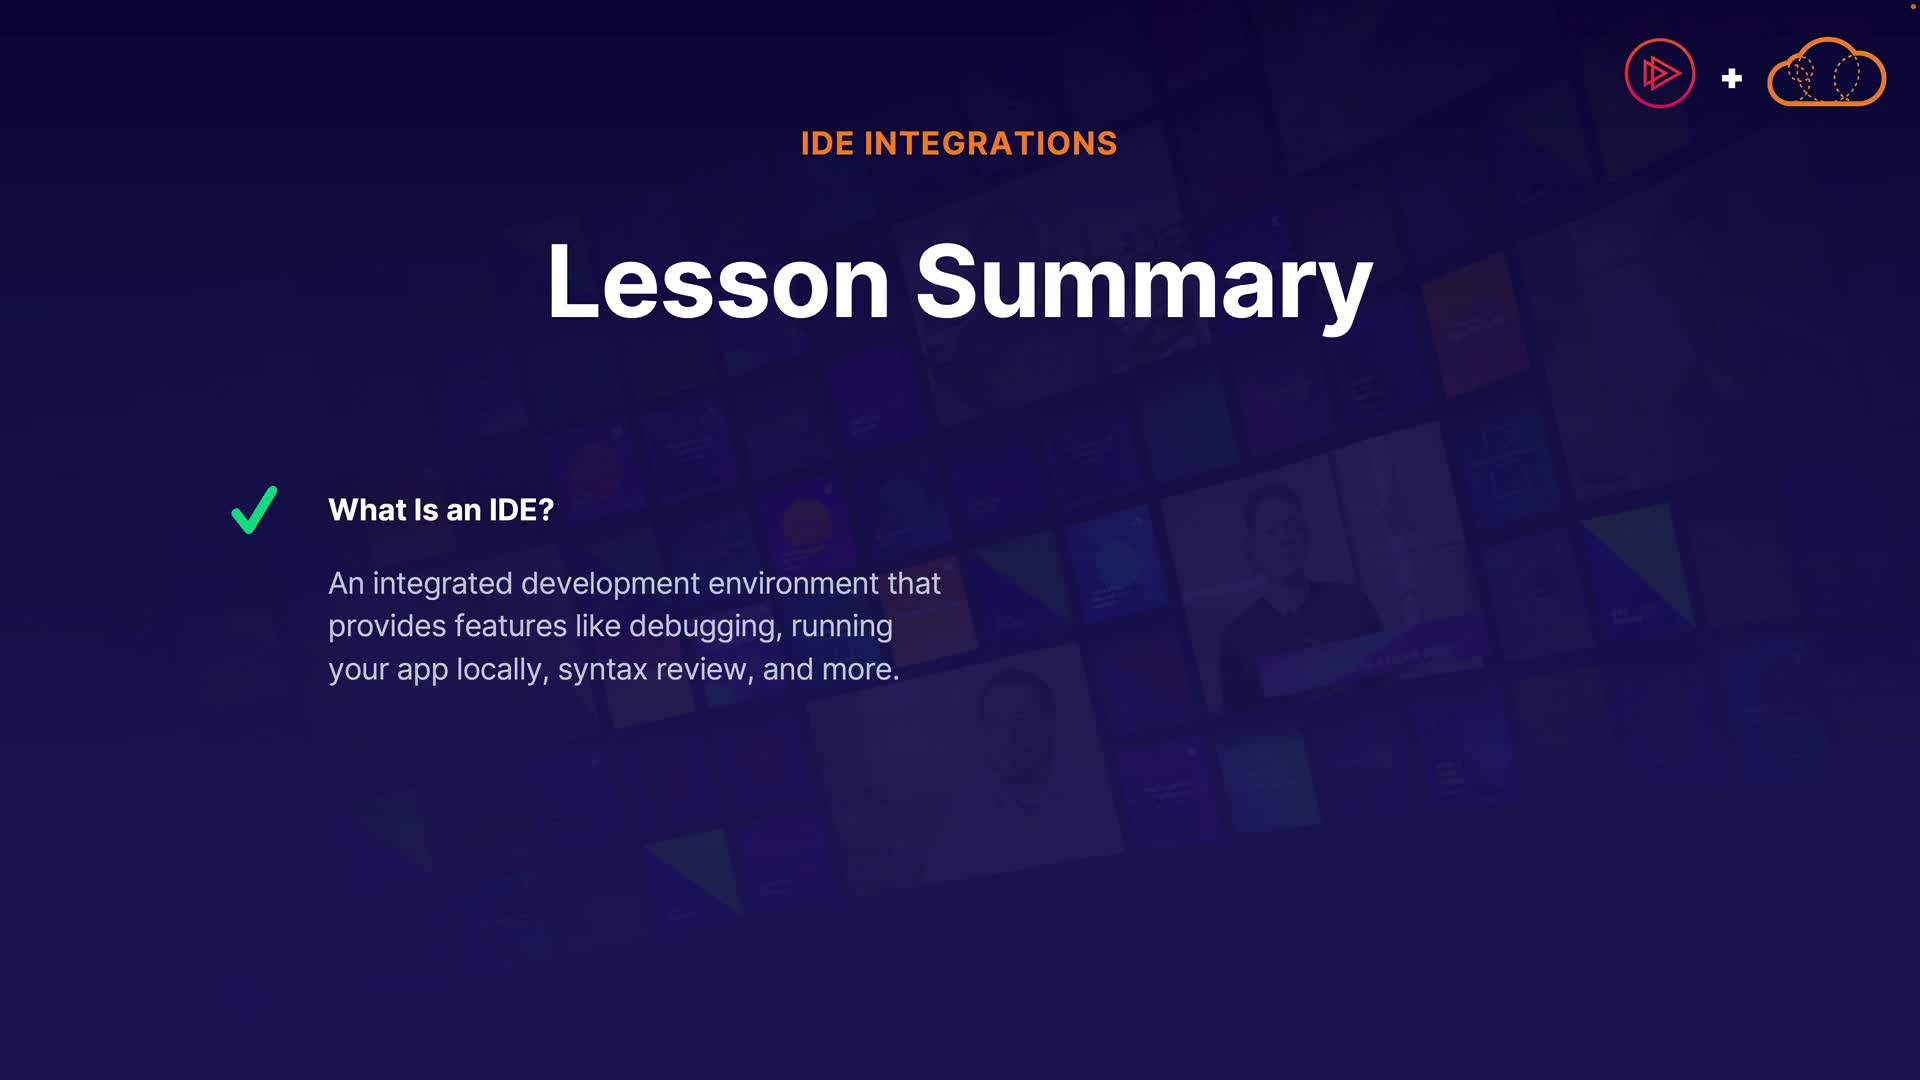 IDE INTEGRATIONS
Lesson Summary
What Is an IDE?
An integrated development environment that
provides features like debugging, running
your app locally, syntax review, and more.